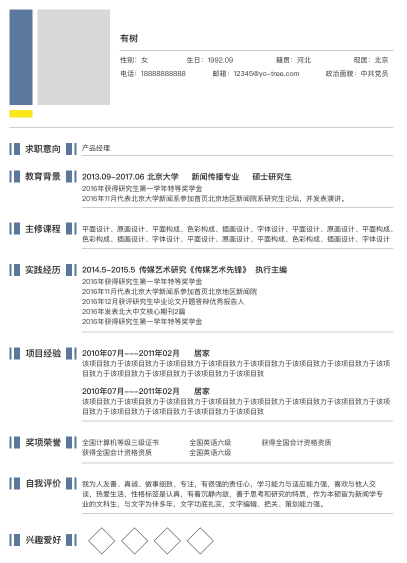 有树
性别：女 生日：1992.09 籍贯：河北 现居：北京
电话：18888888888 邮箱：12345@yo-tree.com 政治面貌：中共党员
求职意向 产品经理
教育背景 2013.09-2017.06 北京大学 新闻传播专业 硕士研究生
2016年获得研究生第一学年特等奖学金
2016年11月代表北京大学新闻系参加首页北京地区新闻院系研究生论坛，并发表演讲。
主修课程 平面设计、原画设计、平面构成、色彩构成、插画设计、字体设计、平面设计、原画设计、平面构成、
色彩构成、插画设计、字体设计、平面设计、原画设计、平面构成、色彩构成、插画设计、字体设计
实践经历 2014.5-2015.5 传媒艺术研究《传媒艺术先锋》 执行主编
2016年获得研究生第一学年特等奖学金
2016年11月代表北京大学新闻系参加首页北京地区新闻院
2016年12月获评研究生毕业论文开题答辩优秀报告人
2016年发表北大中文核心期刊2篇
2016年获得研究生第一学年特等奖学金
项目经验 2010年07月---2011年02月 居家
该项目致力于该项目致力于该项目致力于该项目致力于该项目致力于该项目致力于该项目致力于该项
目致力于该项目致力于该项目致力于该项目致力于该项目致
2010年07月---2011年02月 居家
该项目致力于该项目致力于该项目致力于该项目致力于该项目致力于该项目致力于该项目致力于该项
目致力于该项目致力于该项目致力于该项目致力于该项目致
奖项荣誉 全国计算机等级三级证书 全国英语六级 获得全国会计资格资质
获得全国会计资格资质 全国英语六级
自我评价 我为人友善、真诚、做事细致、专注，有很强的责任心，学习能力与适应能力强，喜欢与他人交
谈，热爱生活，性格标签是认真，有着沉静内敛，善于思考和研究的特质，作为本硕皆为新闻学专
业的文科生，与文字为伴多年，文字功底扎实，文字编辑、把关、策划能力强。
兴趣爱好